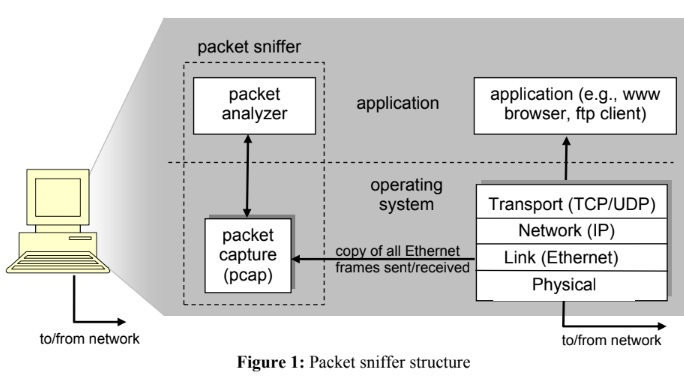 packet sniffer
packet
analyzer
application
application (e.g., www
browser, ftp client)
operating
system
packet
capture
(pcap)
copy of all Ethernet
frames sent/received
Transport (TCP/UDP)
Network (IP)
Link (Ethernet)
Physical
to/from network
to/from network
Figure 1: Packet sniffer structure